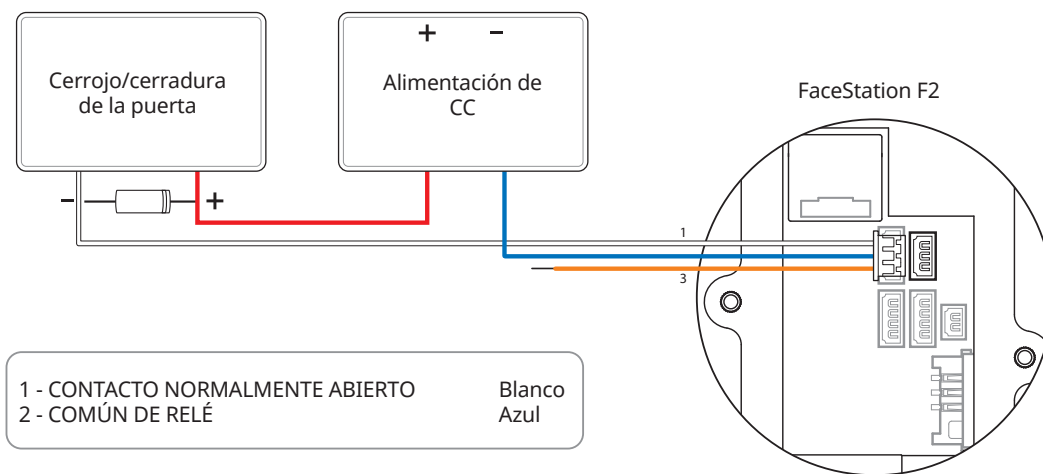 Cerrojo/cerradura
de la puerta
+ −
Alimentación de
CC
FaceStation F2
− +
1
3
1 - CONTACTO NORMALMENTE ABIERTO Blanco
2 - COMÚN DE RELÉ Azul